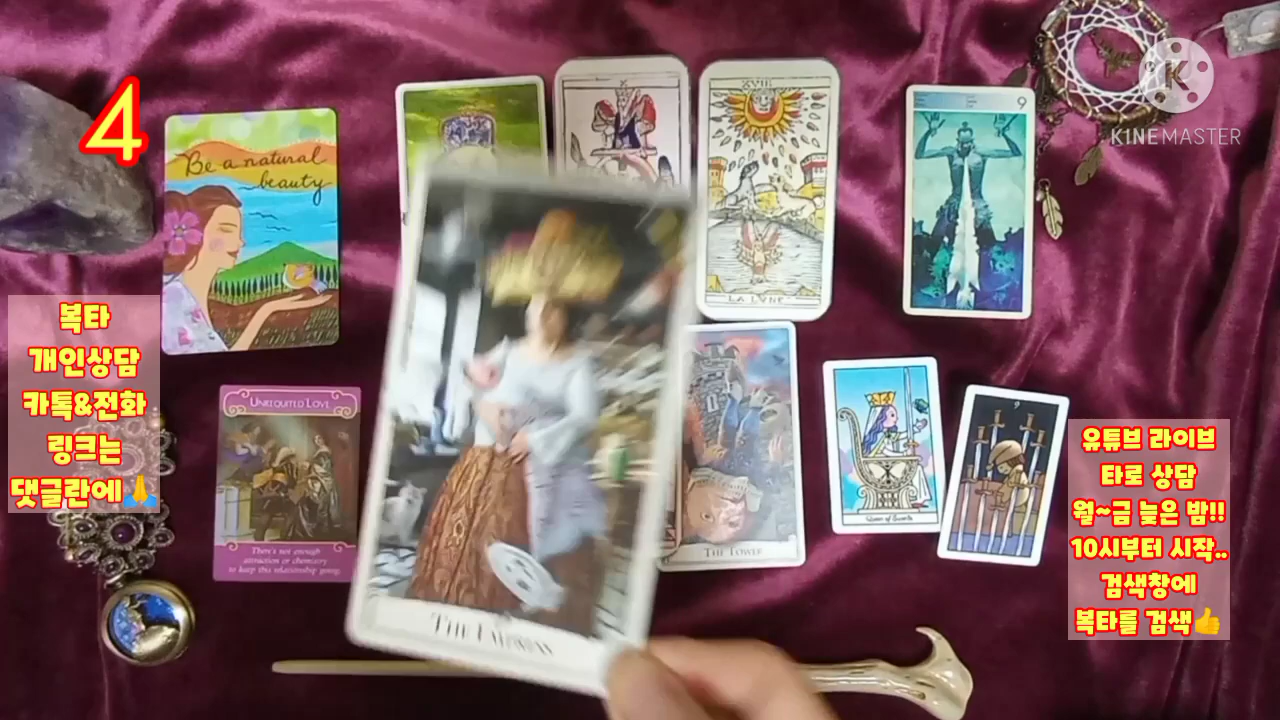 4
Be a natural
beauty
X
XVIII
9
KINEMASTER
LA LVNE
복타
개인상담
카톡&전화
링크는
댓글란에🙏
UNREQUITED LOVE
There's not enough
attraction or chemistry
to keep this relationship going.
THE
THE TOWER
Queen of Swords
9
유튜브 라이브
타로 상담
월~금 늦은 밤!!
10시부터 시작..
검색창에
복타를 검색👍